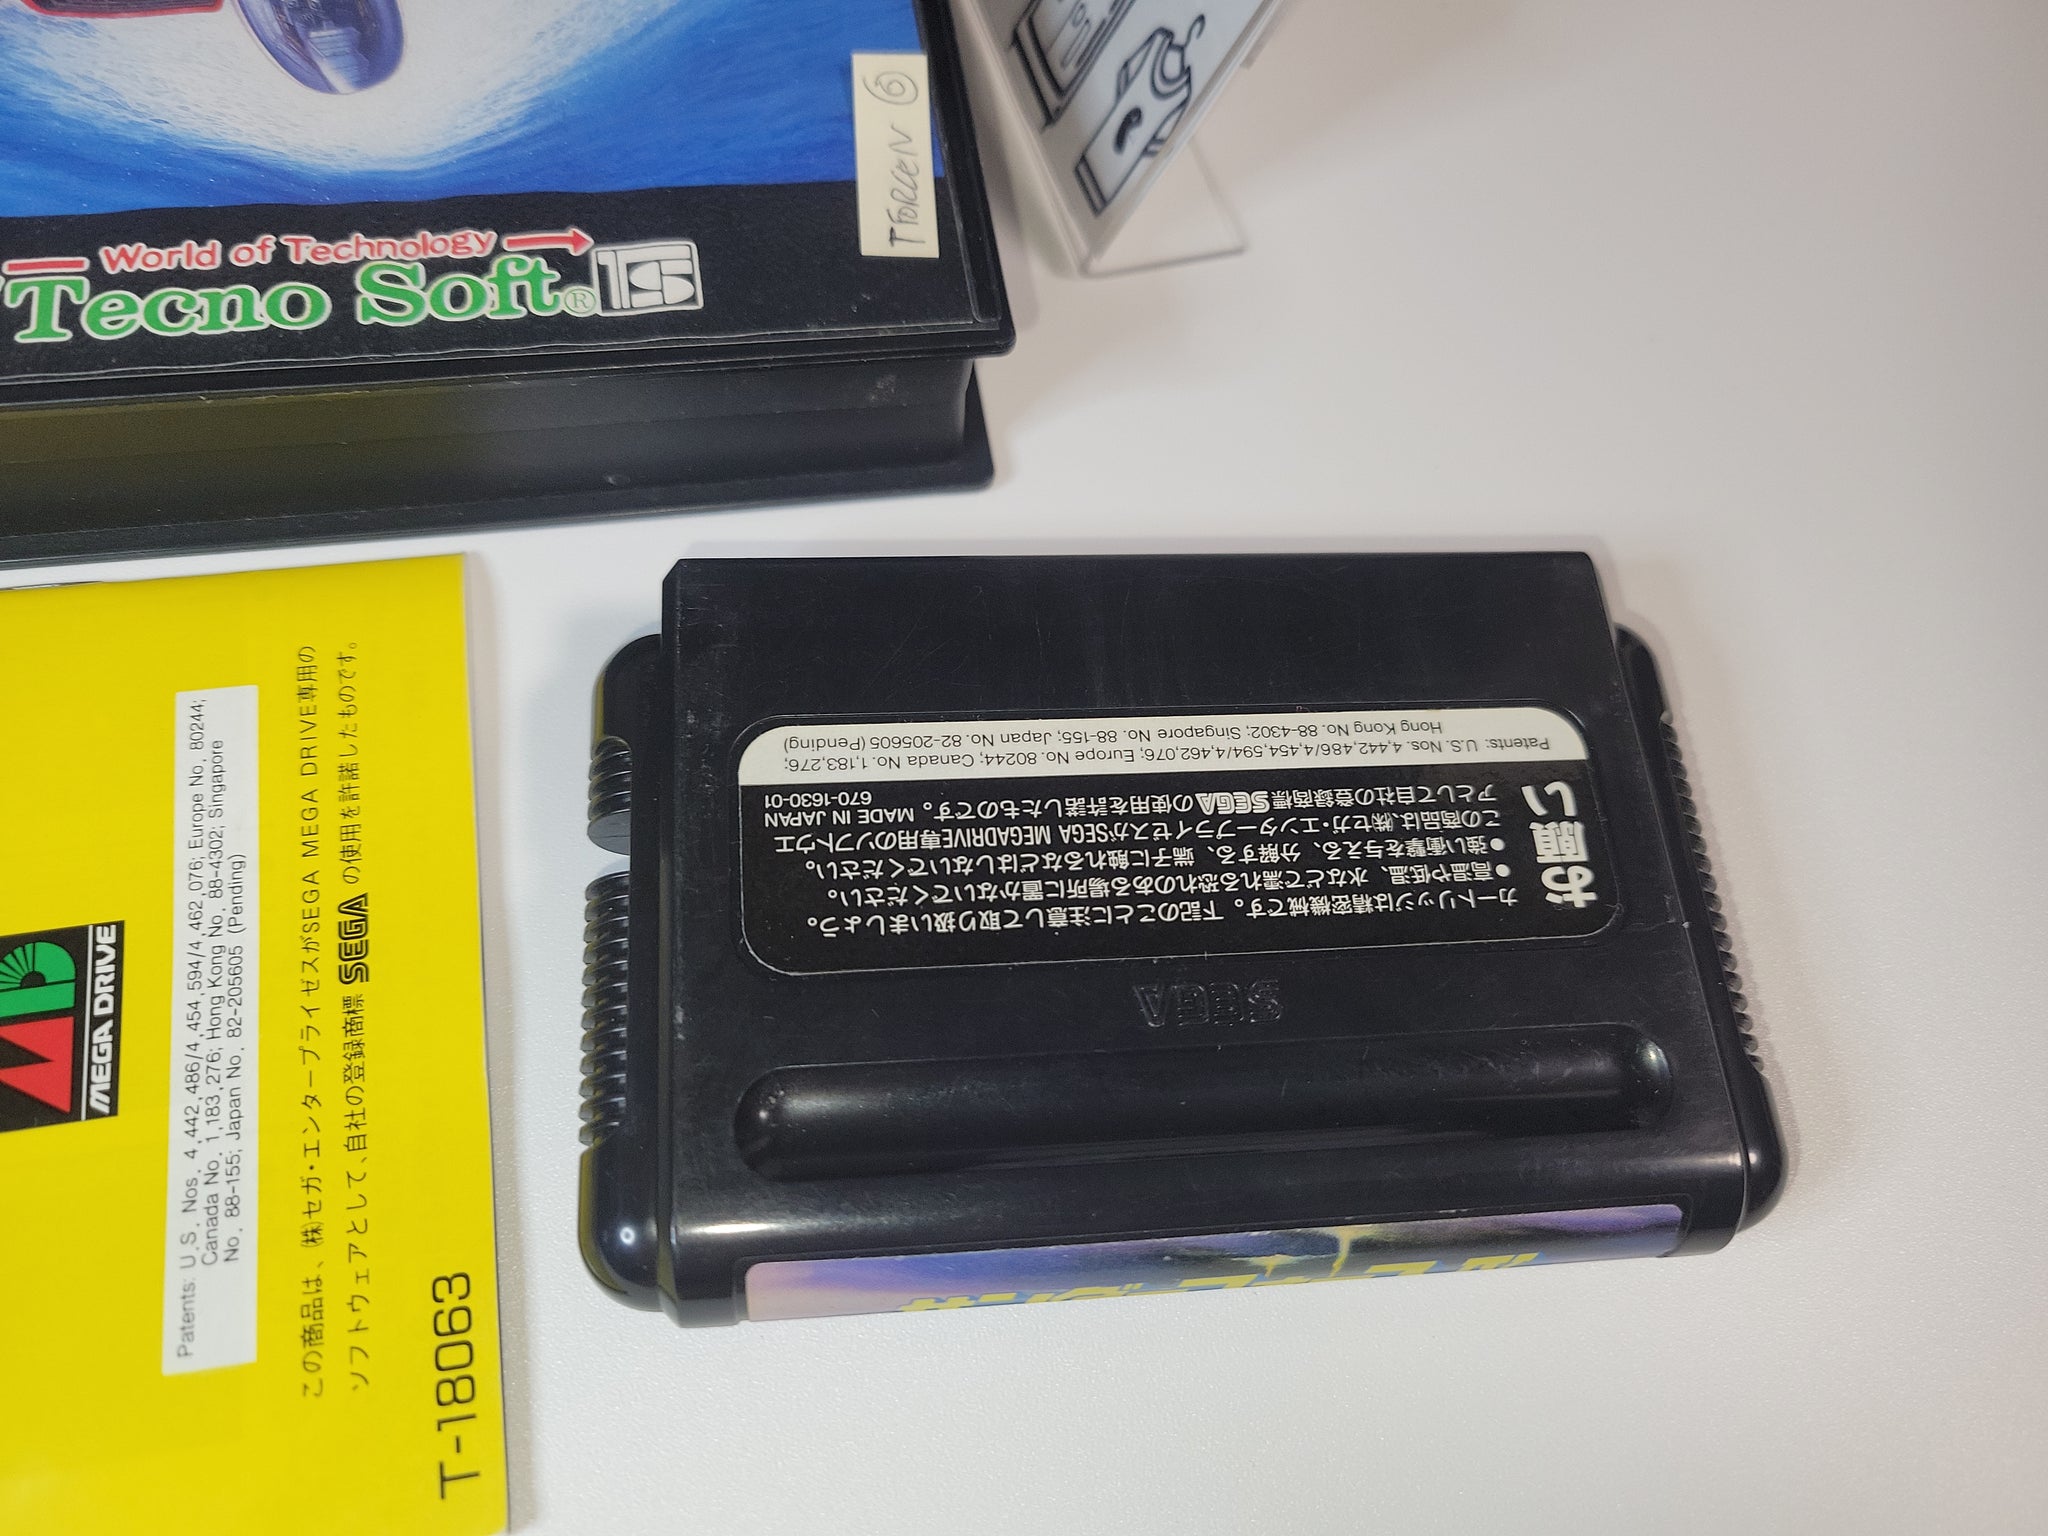 World of Technology
Tecno Soft®
TS
TFORCEN 6
MEGA DRIVE
Patents: U.S. Nos. 4,442,486/4,454,594/4,462,076; Europe No. 80244;
Canada No. 1,183,276; Hong Kong No. 88-4302; Singapore
No. 88-155; Japan No. 82-205605 (Pending)
この商品は、㈱セガ・エンタープライゼスがSEGA MEGA DRIVE専用の
ソフトウェアとして、自社の登録商標 SEGA の使用を許諾したものです。
T-18063
お願い
カートリッジは精密機械です。下記のことに注意して取り扱いましょう。
●高温や低温、水などで濡れる恐れのある場所に置かないでください。
●強い衝撃を与える、分解する、端子に触れるなどはしないでください。
この商品は、㈱セガ・エンタープライゼスがSEGA MEGADRIVE専用のソフトウエ
アとして自社の登録商標SEGAの使用を許諾したものです。 MADE IN JAPAN
670-1630-01
Patents: U.S. Nos. 4,442,486/4,454,594/4,462,076; Europe No. 80244; Canada No. 1,183,276;
Hong Kong No. 88-4302; Singapore No. 88-155; Japan No. 82-205605 (Pending)
SEGA
サンダーフォース